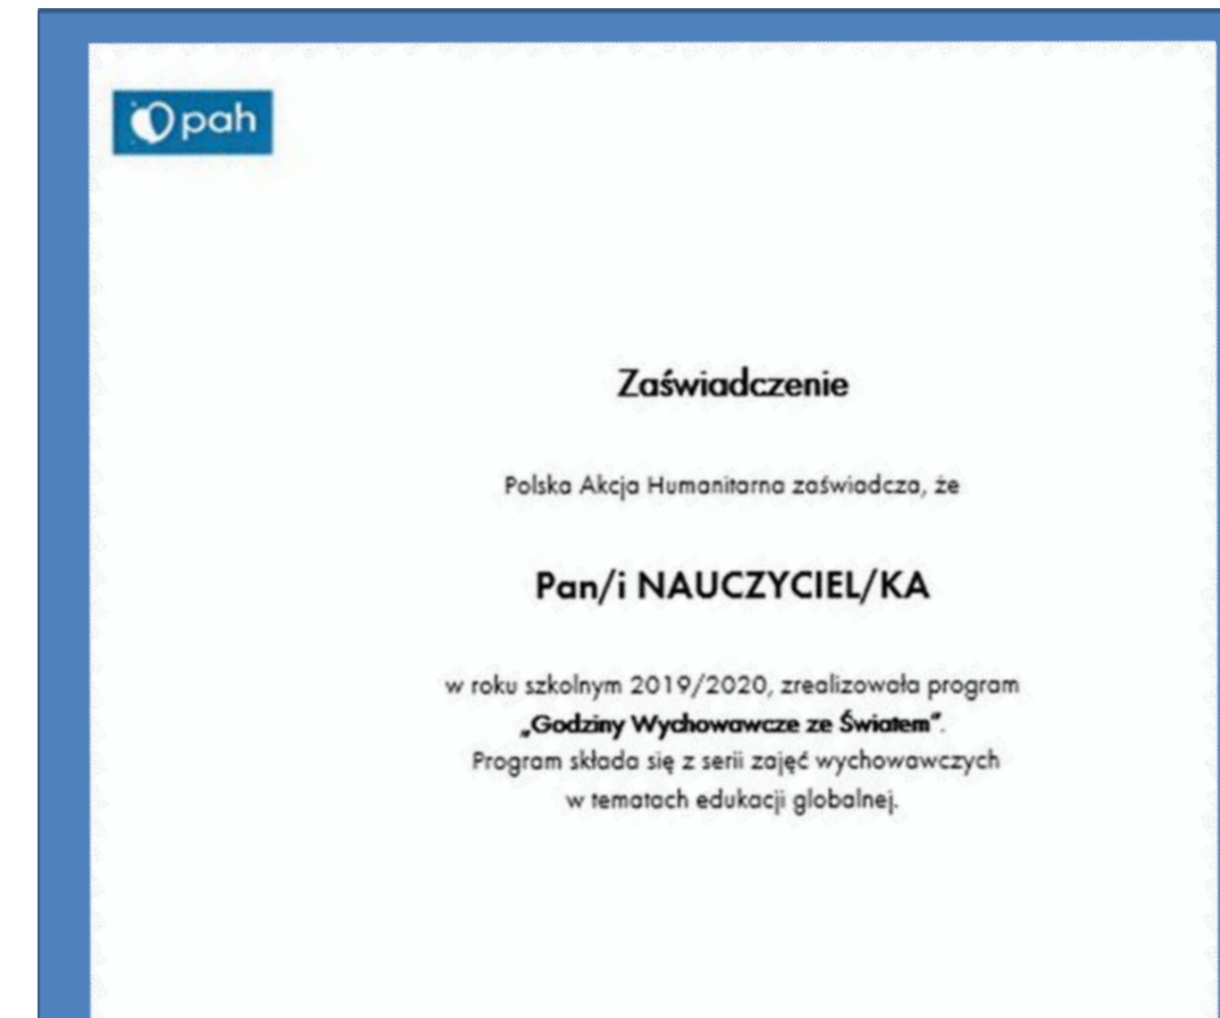 pah
Zaświadczenie
Polska Akcja Humanitarna zaświadcza, że
Pan/i NAUCZYCIEL/KA
w roku szkolnym 2019/2020, zrealizowała program
„Godziny Wychowawcze ze Światem”.
Program składa się z serii zajęć wychowawczych
w tematach edukacji globalnej.